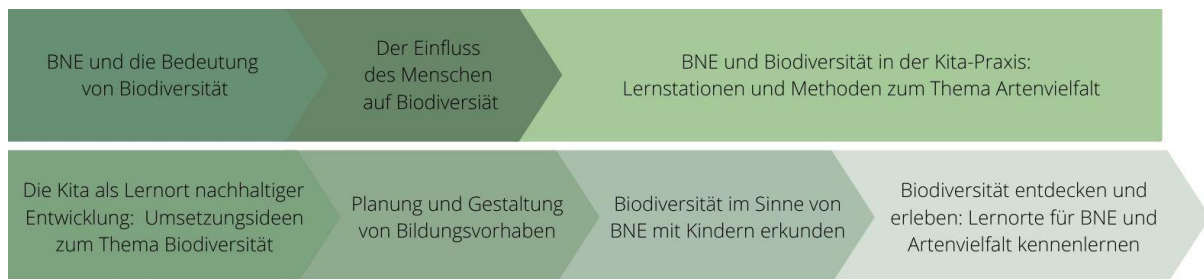 BNE und die Bedeutung
von Biodiversität
Der Einfluss
des Menschen
auf Biodiversiät
BNE und Biodiversität in der Kita-Praxis:
Lernstationen und Methoden zum Thema Artenvielfalt
Die Kita als Lernort nachhaltiger
Entwicklung: Umsetzungsideen
zum Thema Biodiversität
Planung und Gestaltung
von Bildungsvorhaben
Biodiversität im Sinne von
BNE mit Kindern erkunden
Biodiversität entdecken und
erleben: Lernorte für BNE und
Artenvielfalt kennenlernen